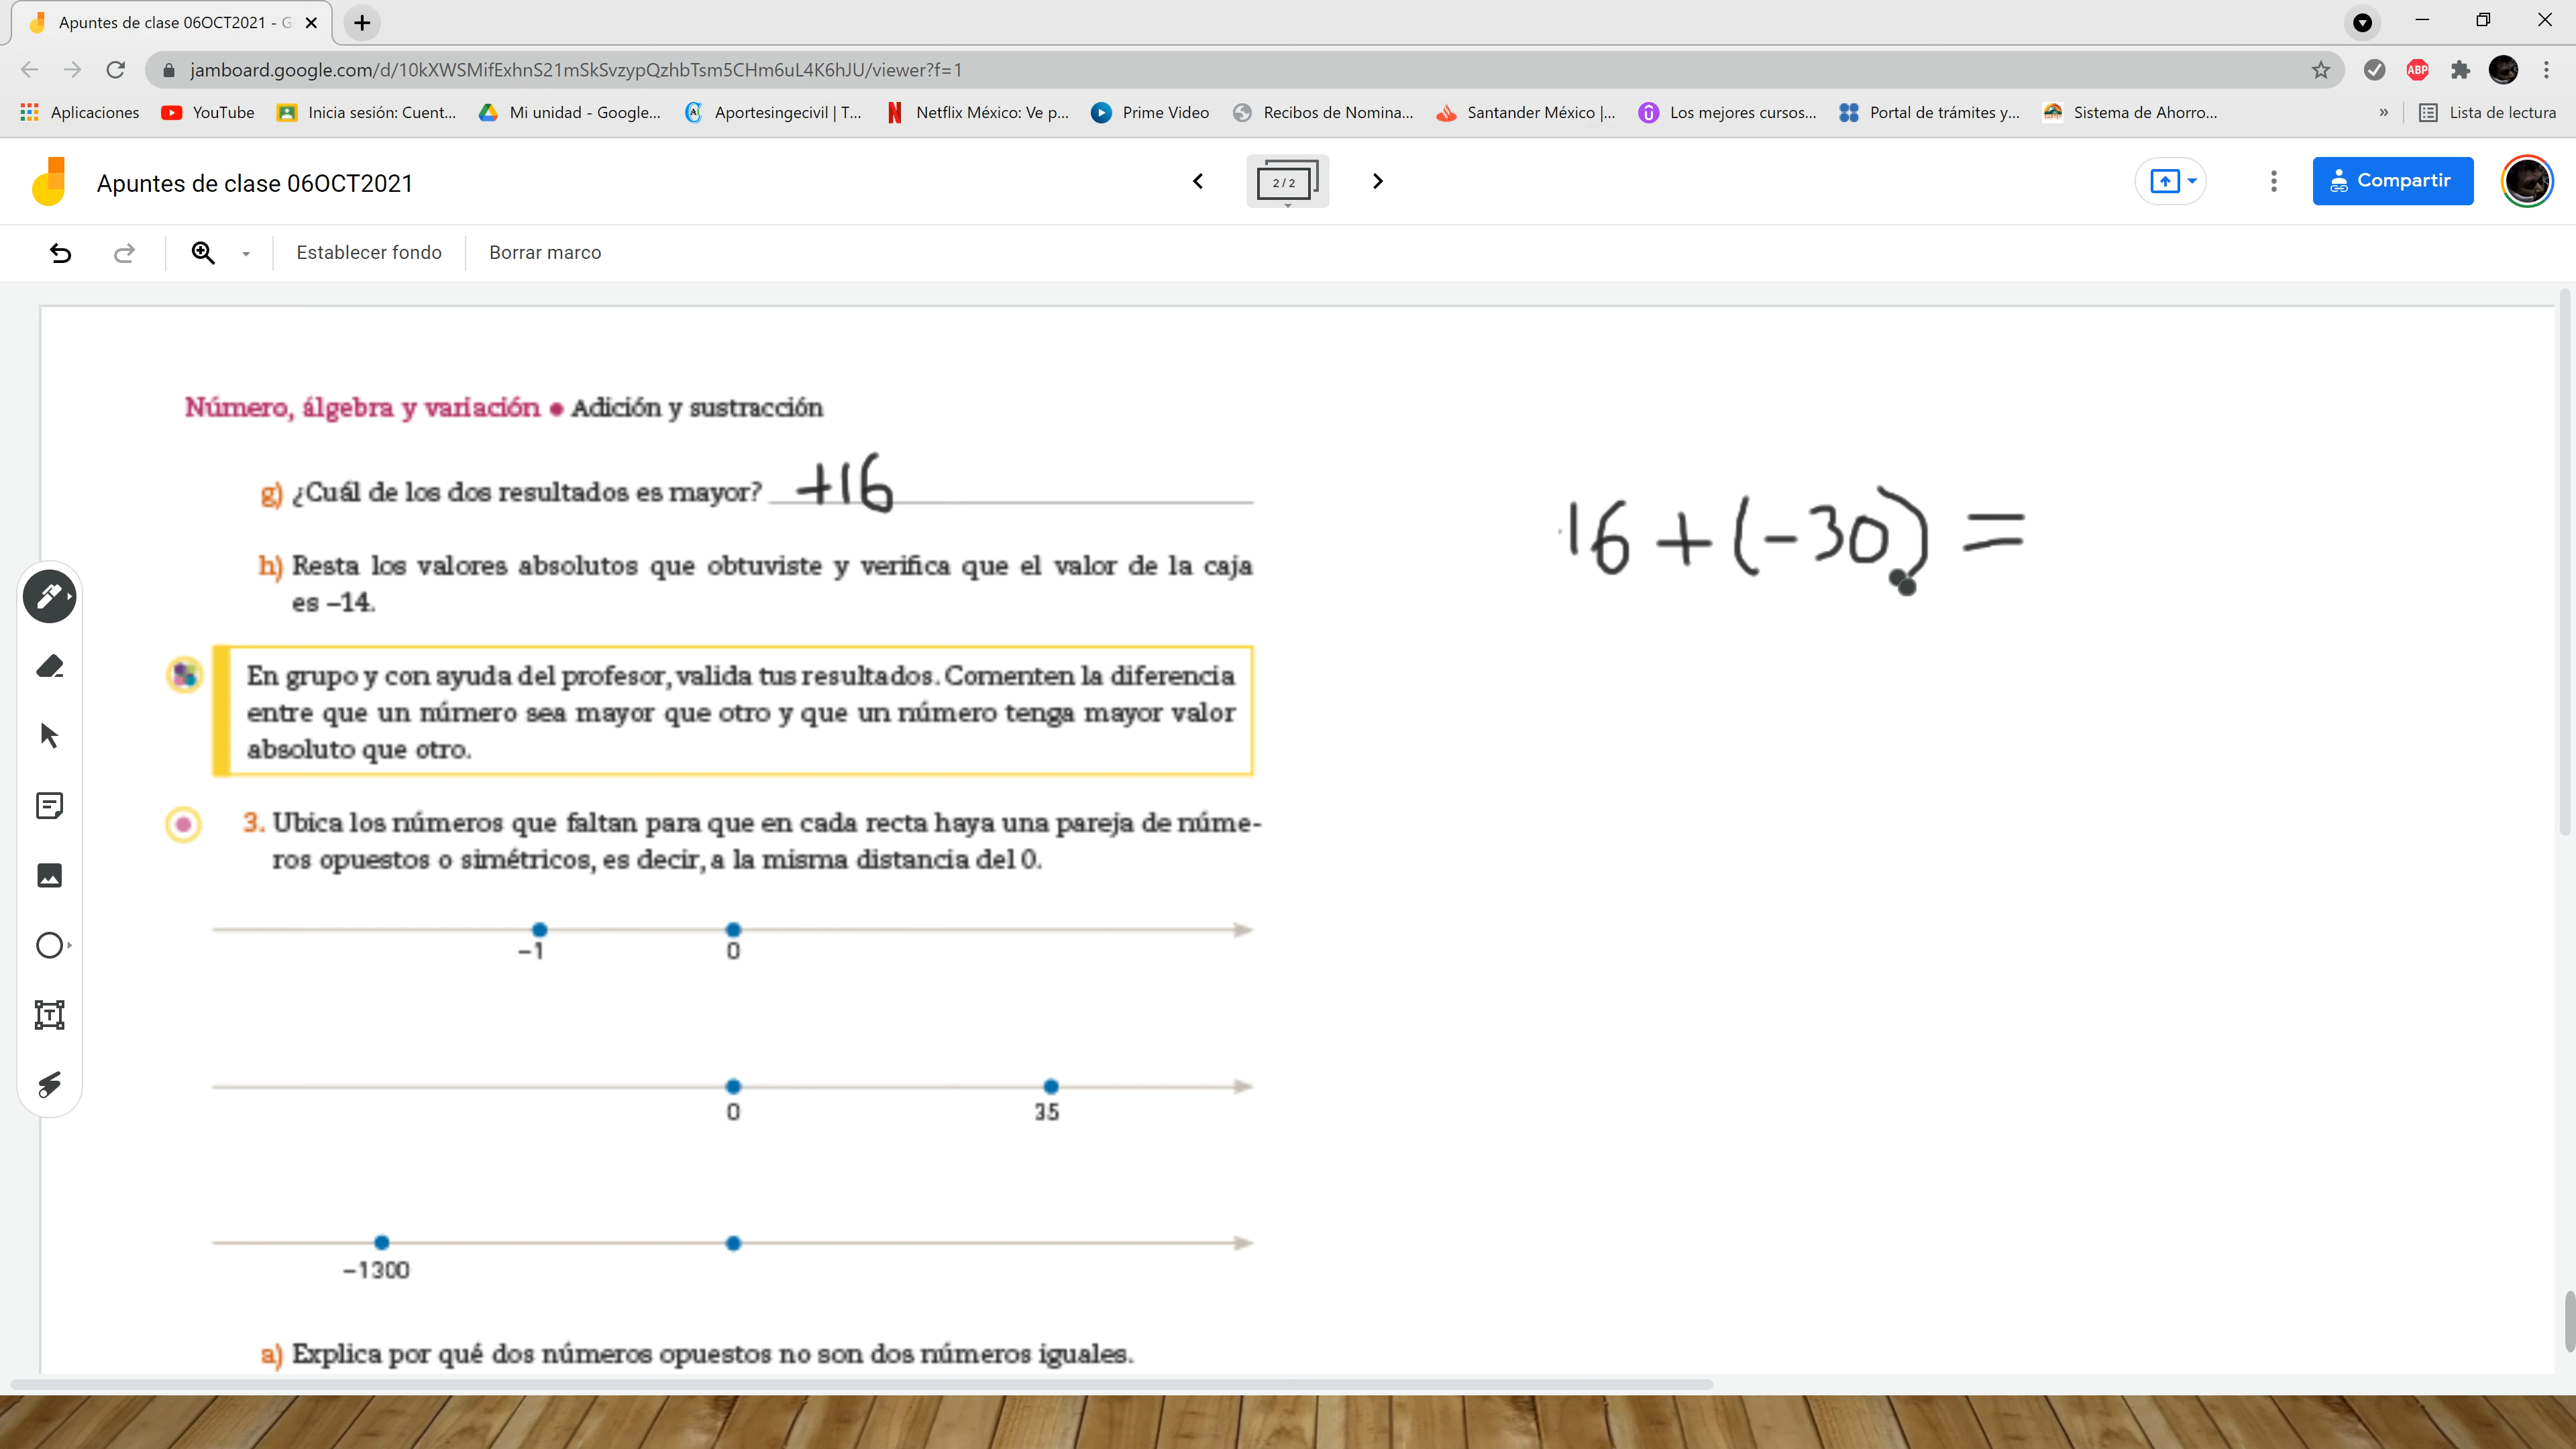 Apuntes de clase 06OCT2021 - G
jamboard.google.com/d/10kXWSMifExhnS21mSkSvzypQzhbTsm5CHm6uL4K6hJU/viewer?f=1
ABP
Aplicaciones YouTube Inicia sesión: Cuent... Mi unidad - Google... Aportesingecivil | T... Netflix México: Ve p... Prime Video Recibos de Nomina... Santander México |... Los mejores cursos... Portal de trámites y... Sistema de Ahorro... » Lista de lectura
Apuntes de clase 06OCT2021
2 / 2
Compartir
Establecer fondo Borrar marco
Número, álgebra y variación • Adición y sustracción
g) ¿Cuál de los dos resultados es mayor? +16
16 + (-30) =
h) Resta los valores absolutos que obtuviste y verifica que el valor de la caja
es –14.
En grupo y con ayuda del profesor, valida tus resultados. Comenten la diferencia
entre que un número sea mayor que otro y que un número tenga mayor valor
absoluto que otro.
3. Ubica los números que faltan para que en cada recta haya una pareja de núme-
ros opuestos o simétricos, es decir, a la misma distancia del 0.
–1 0
0 35
–1300
a) Explica por qué dos números opuestos no son dos números iguales.